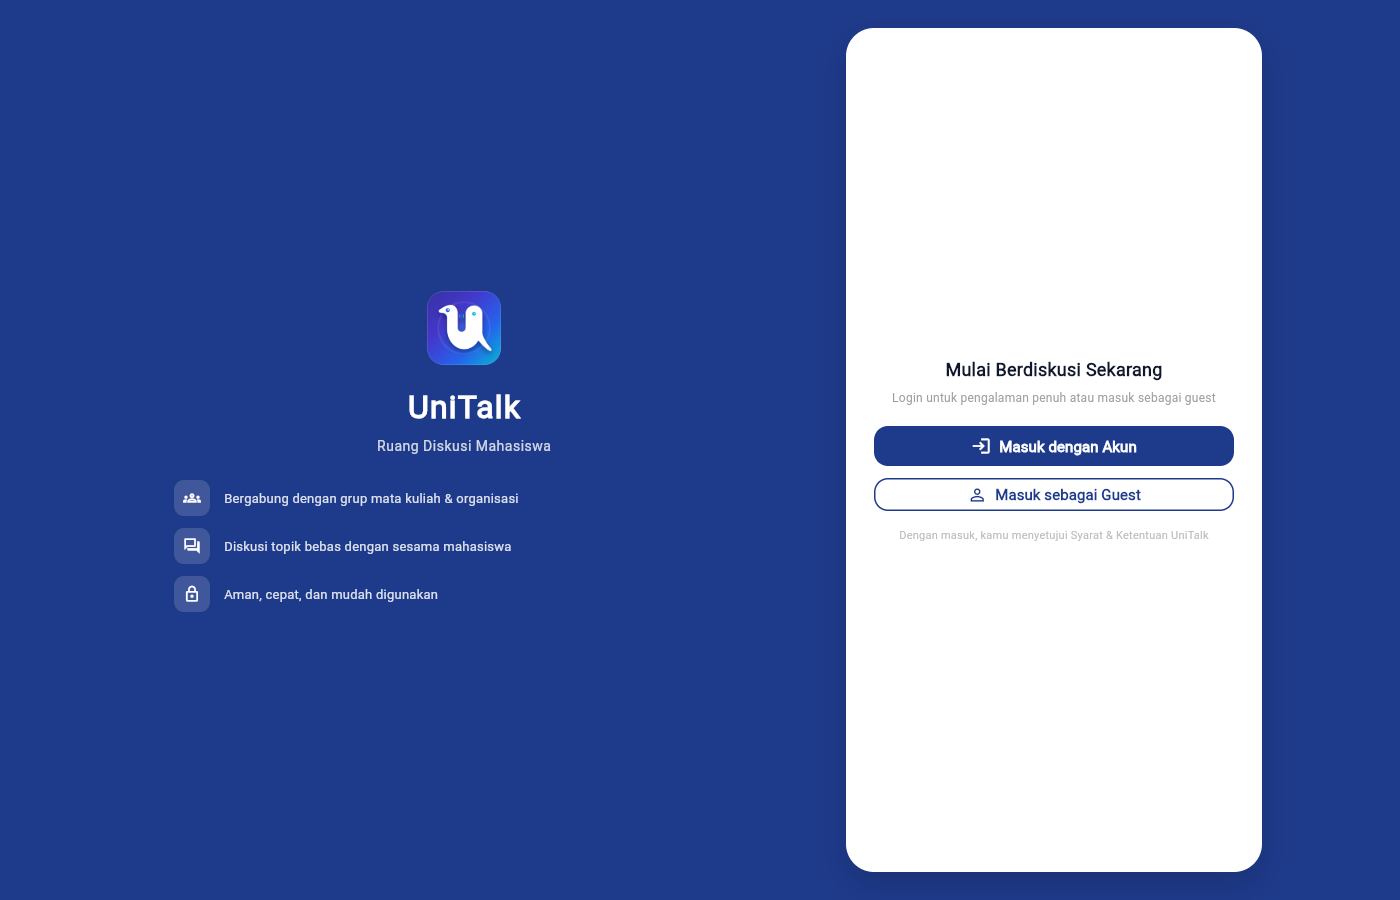 UniTalk
Ruang Diskusi Mahasiswa
Bergabung dengan grup mata kuliah & organisasi
Diskusi topik bebas dengan sesama mahasiswa
Aman, cepat, dan mudah digunakan
Mulai Berdiskusi Sekarang
Login untuk pengalaman penuh atau masuk sebagai guest
Masuk dengan Akun
Masuk sebagai Guest
Dengan masuk, kamu menyetujui Syarat & Ketentuan UniTalk